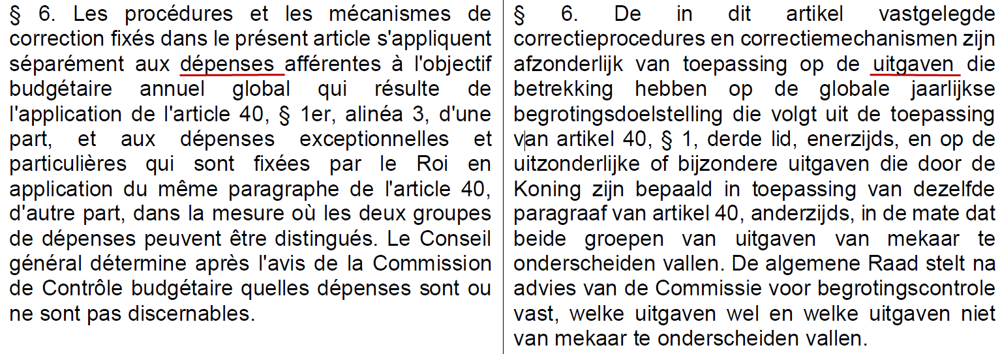 § 6. Les procédures et les mécanismes de
correction fixés dans le présent article s'appliquent
séparément aux dépenses afférentes à l'objectif
budgétaire annuel global qui résulte de
l'application de l'article 40, § 1er, alinéa 3, d'une
part, et aux dépenses exceptionnelles et
particulières qui sont fixées par le Roi en
application du même paragraphe de l'article 40,
d'autre part, dans la mesure où les deux groupes
de dépenses peuvent être distingués. Le Conseil
général détermine après l'avis de la Commission
de Contrôle budgétaire quelles dépenses sont ou
ne sont pas discernables.
§ 6. De in dit artikel vastgelegde
correctieprocedures en correctiemechanismen zijn
afzonderlijk van toepassing op de uitgaven die
betrekking hebben op de globale jaarlijkse
begrotingsdoelstelling die volgt uit de toepassing
van artikel 40, § 1, derde lid, enerzijds, en op de
uitzonderlijke of bijzondere uitgaven die door de
Koning zijn bepaald in toepassing van dezelfde
paragraaf van artikel 40, anderzijds, in de mate dat
beide groepen van uitgaven van mekaar te
onderscheiden vallen. De algemene Raad stelt na
advies van de Commissie voor begrotingscontrole
vast, welke uitgaven wel en welke uitgaven niet
van mekaar te onderscheiden vallen.